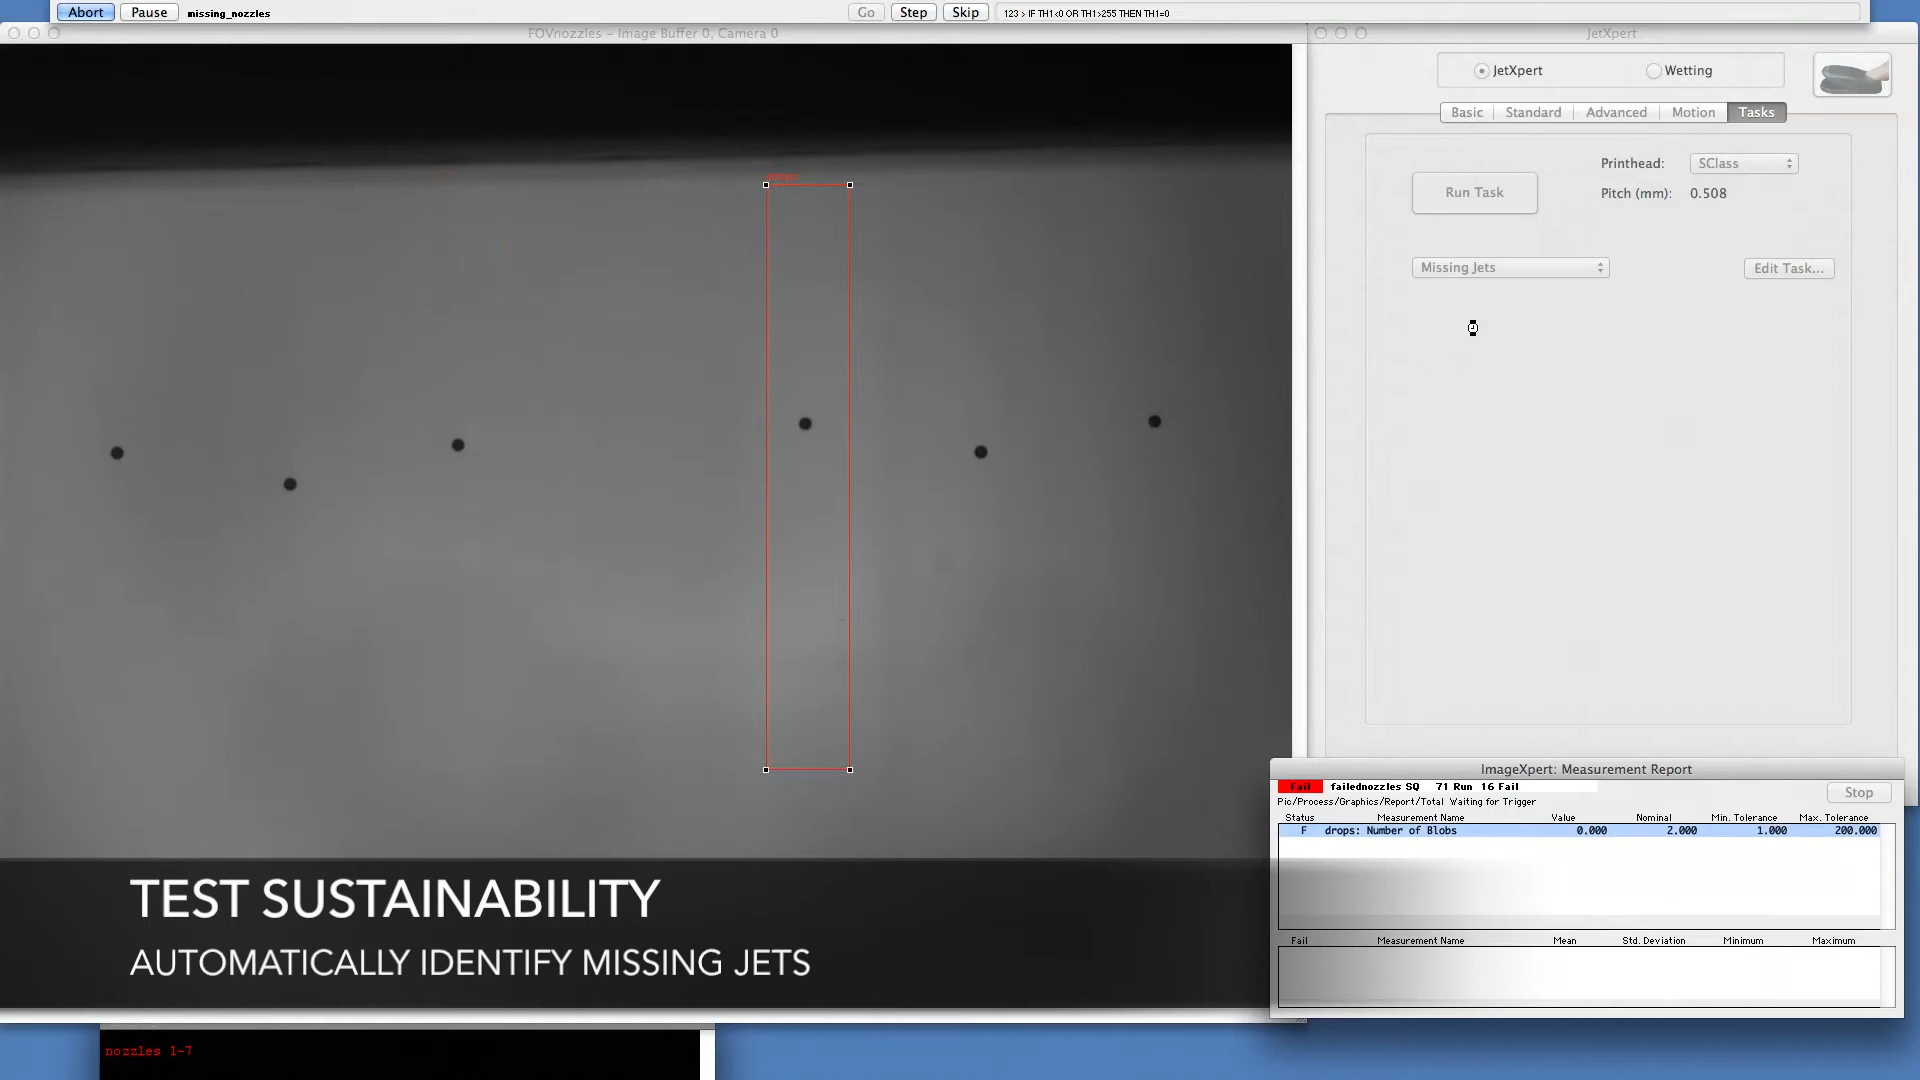 Abort Pause missing_nozzles Go Step Skip 123 > IF TH1<0 OR TH1>255 THEN TH1=0
FOVnozzles - Image Buffer 0, Camera 0
JetXpert
JetXpert Wetting
Basic Standard Advanced Motion Tasks
Run Task
Printhead: SClass
Pitch (mm): 0.508
Missing Jets Edit Task...
ImageXpert: Measurement Report
Fail failednozzles SQ 71 Run 16 Fail
Stop
Pic/Process/Graphics/Report/Total Waiting for Trigger
Status Measurement Name Value Nominal Min. Tolerance Max. Tolerance
F drops: Number of Blobs 0.000 2.000 1.000 200.000
Fail Measurement Name Mean Std. Deviation Minimum Maximum
TEST SUSTAINABILITY
AUTOMATICALLY IDENTIFY MISSING JETS
nozzles 1-7